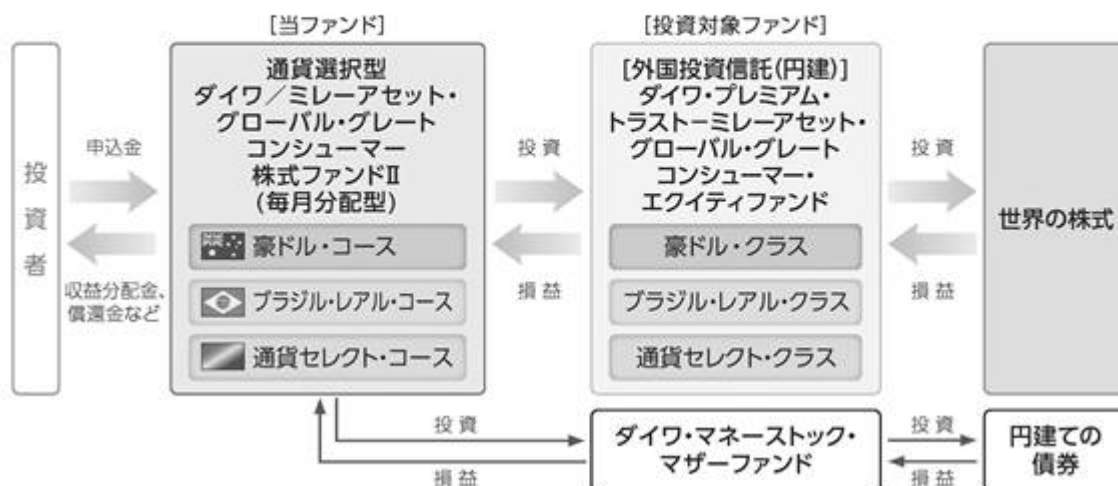 [当ファンド]
[投資対象ファンド]
投資者
申込金
収益分配金、
償還金など
通貨選択型
ダイワ/ミレーアセット・
グローバル・グレート
コンシューマー
株式ファンドⅡ
(毎月分配型)
豪ドル・コース
ブラジル・レアル・コース
通貨セレクト・コース
投資
損益
[外国投資信託(円建)]
ダイワ・プレミアム・
トラスト−ミレーアセット・
グローバル・グレート
コンシューマー・
エクイティファンド
豪ドル・クラス
ブラジル・レアル・クラス
通貨セレクト・クラス
投資
損益
世界の株式
投資
損益
ダイワ・マネーストック・
マザーファンド
投資
損益
円建ての
債券